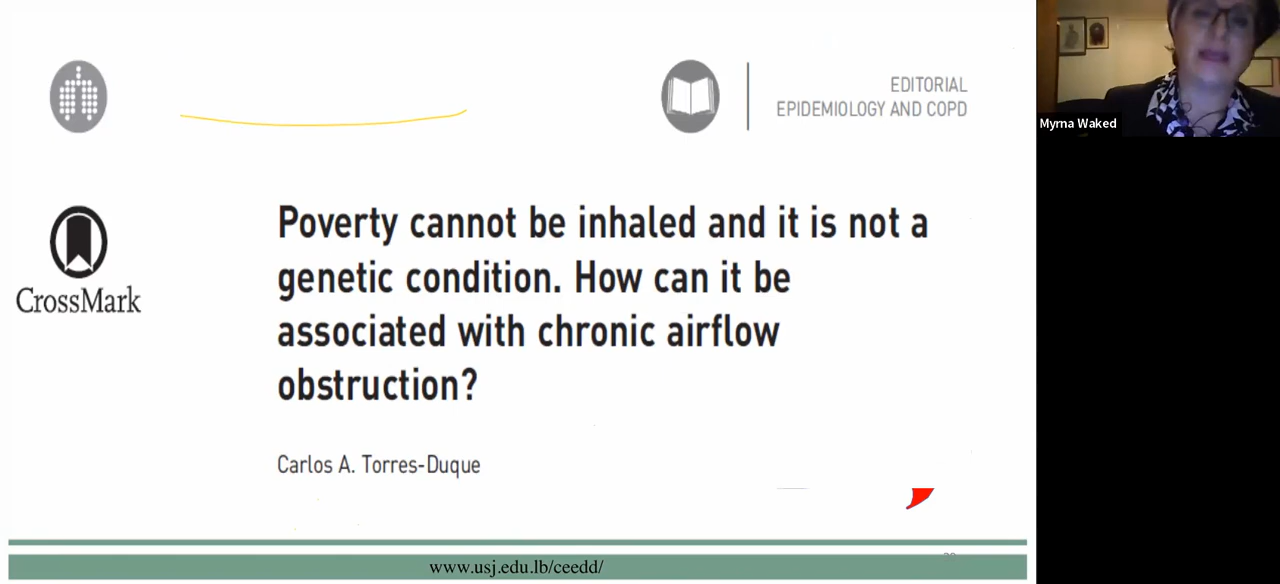 EDITORIAL
EPIDEMIOLOGY AND COPD
Myrna Waked
CrossMark
Poverty cannot be inhaled and it is not a
genetic condition. How can it be
associated with chronic airflow
obstruction?
Carlos A. Torres-Duque
www.usj.edu.lb/ceedd/